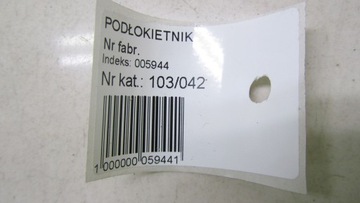 PODŁOKIETNIK
Nr fabr.
Indeks: 005944
Nr kat.: 103/042
1 000000 059441